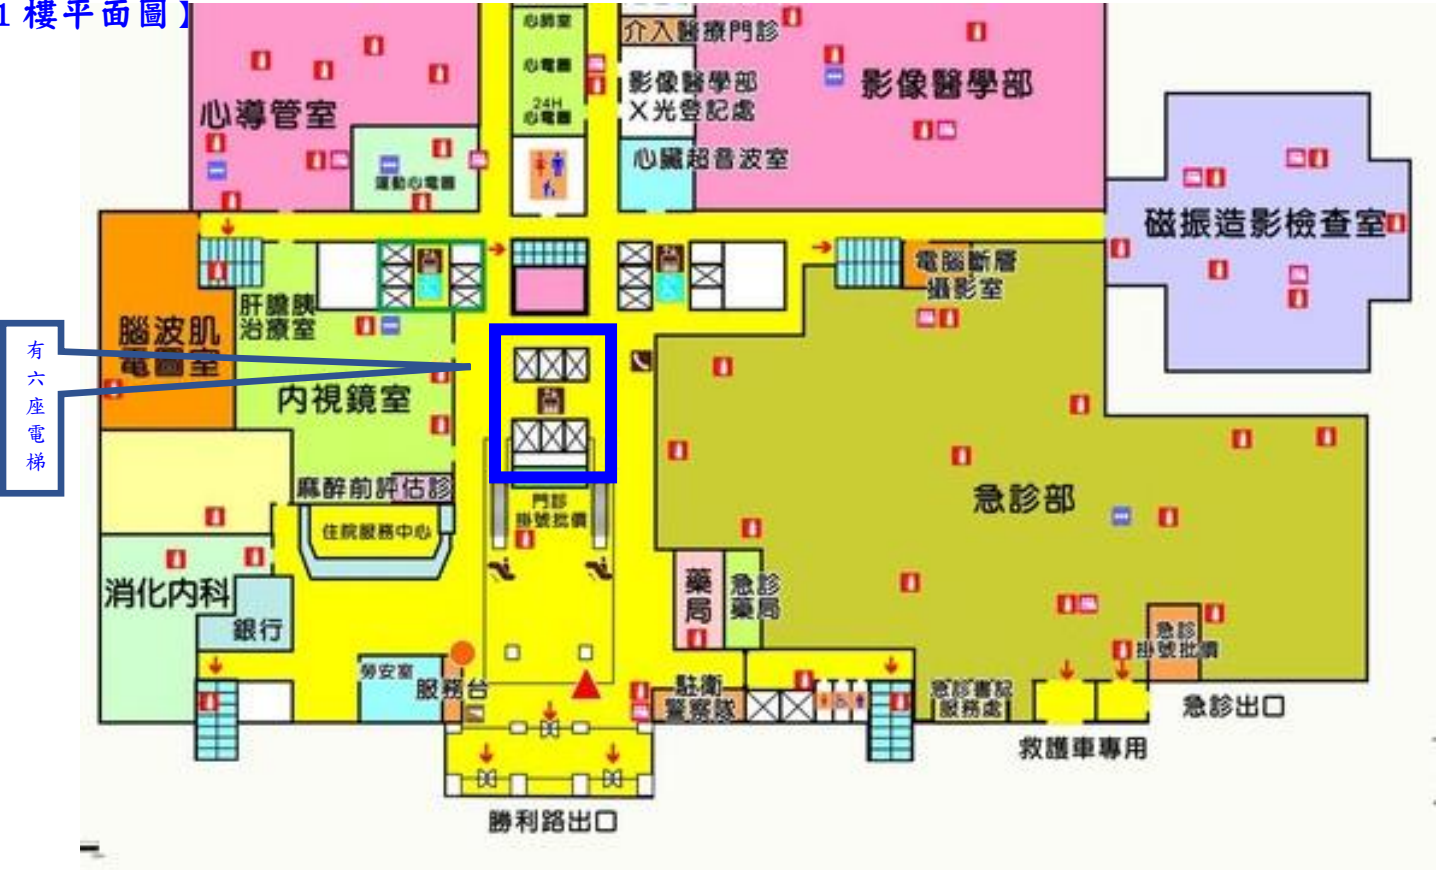 1樓平面圖】
心肺室
心電圖
24H
心電圖
介入醫療門診
影像醫學部
X光登記處
心臟超音波室
影像醫學部
心導管室
運動心電圖
磁振造影檢查室
電腦斷層
攝影室
肝膽胰
治療室
腦波肌
電圖室
內視鏡室
有六座電梯
麻醉前評估診
住院服務中心
門診
掛號批價
急診部
消化內科
銀行
藥局
急診
藥局
勞安室
服務台
駐衛
警察隊
急診書記
服務處
急診
掛號批價
急診出口
救護車專用
勝利路出口